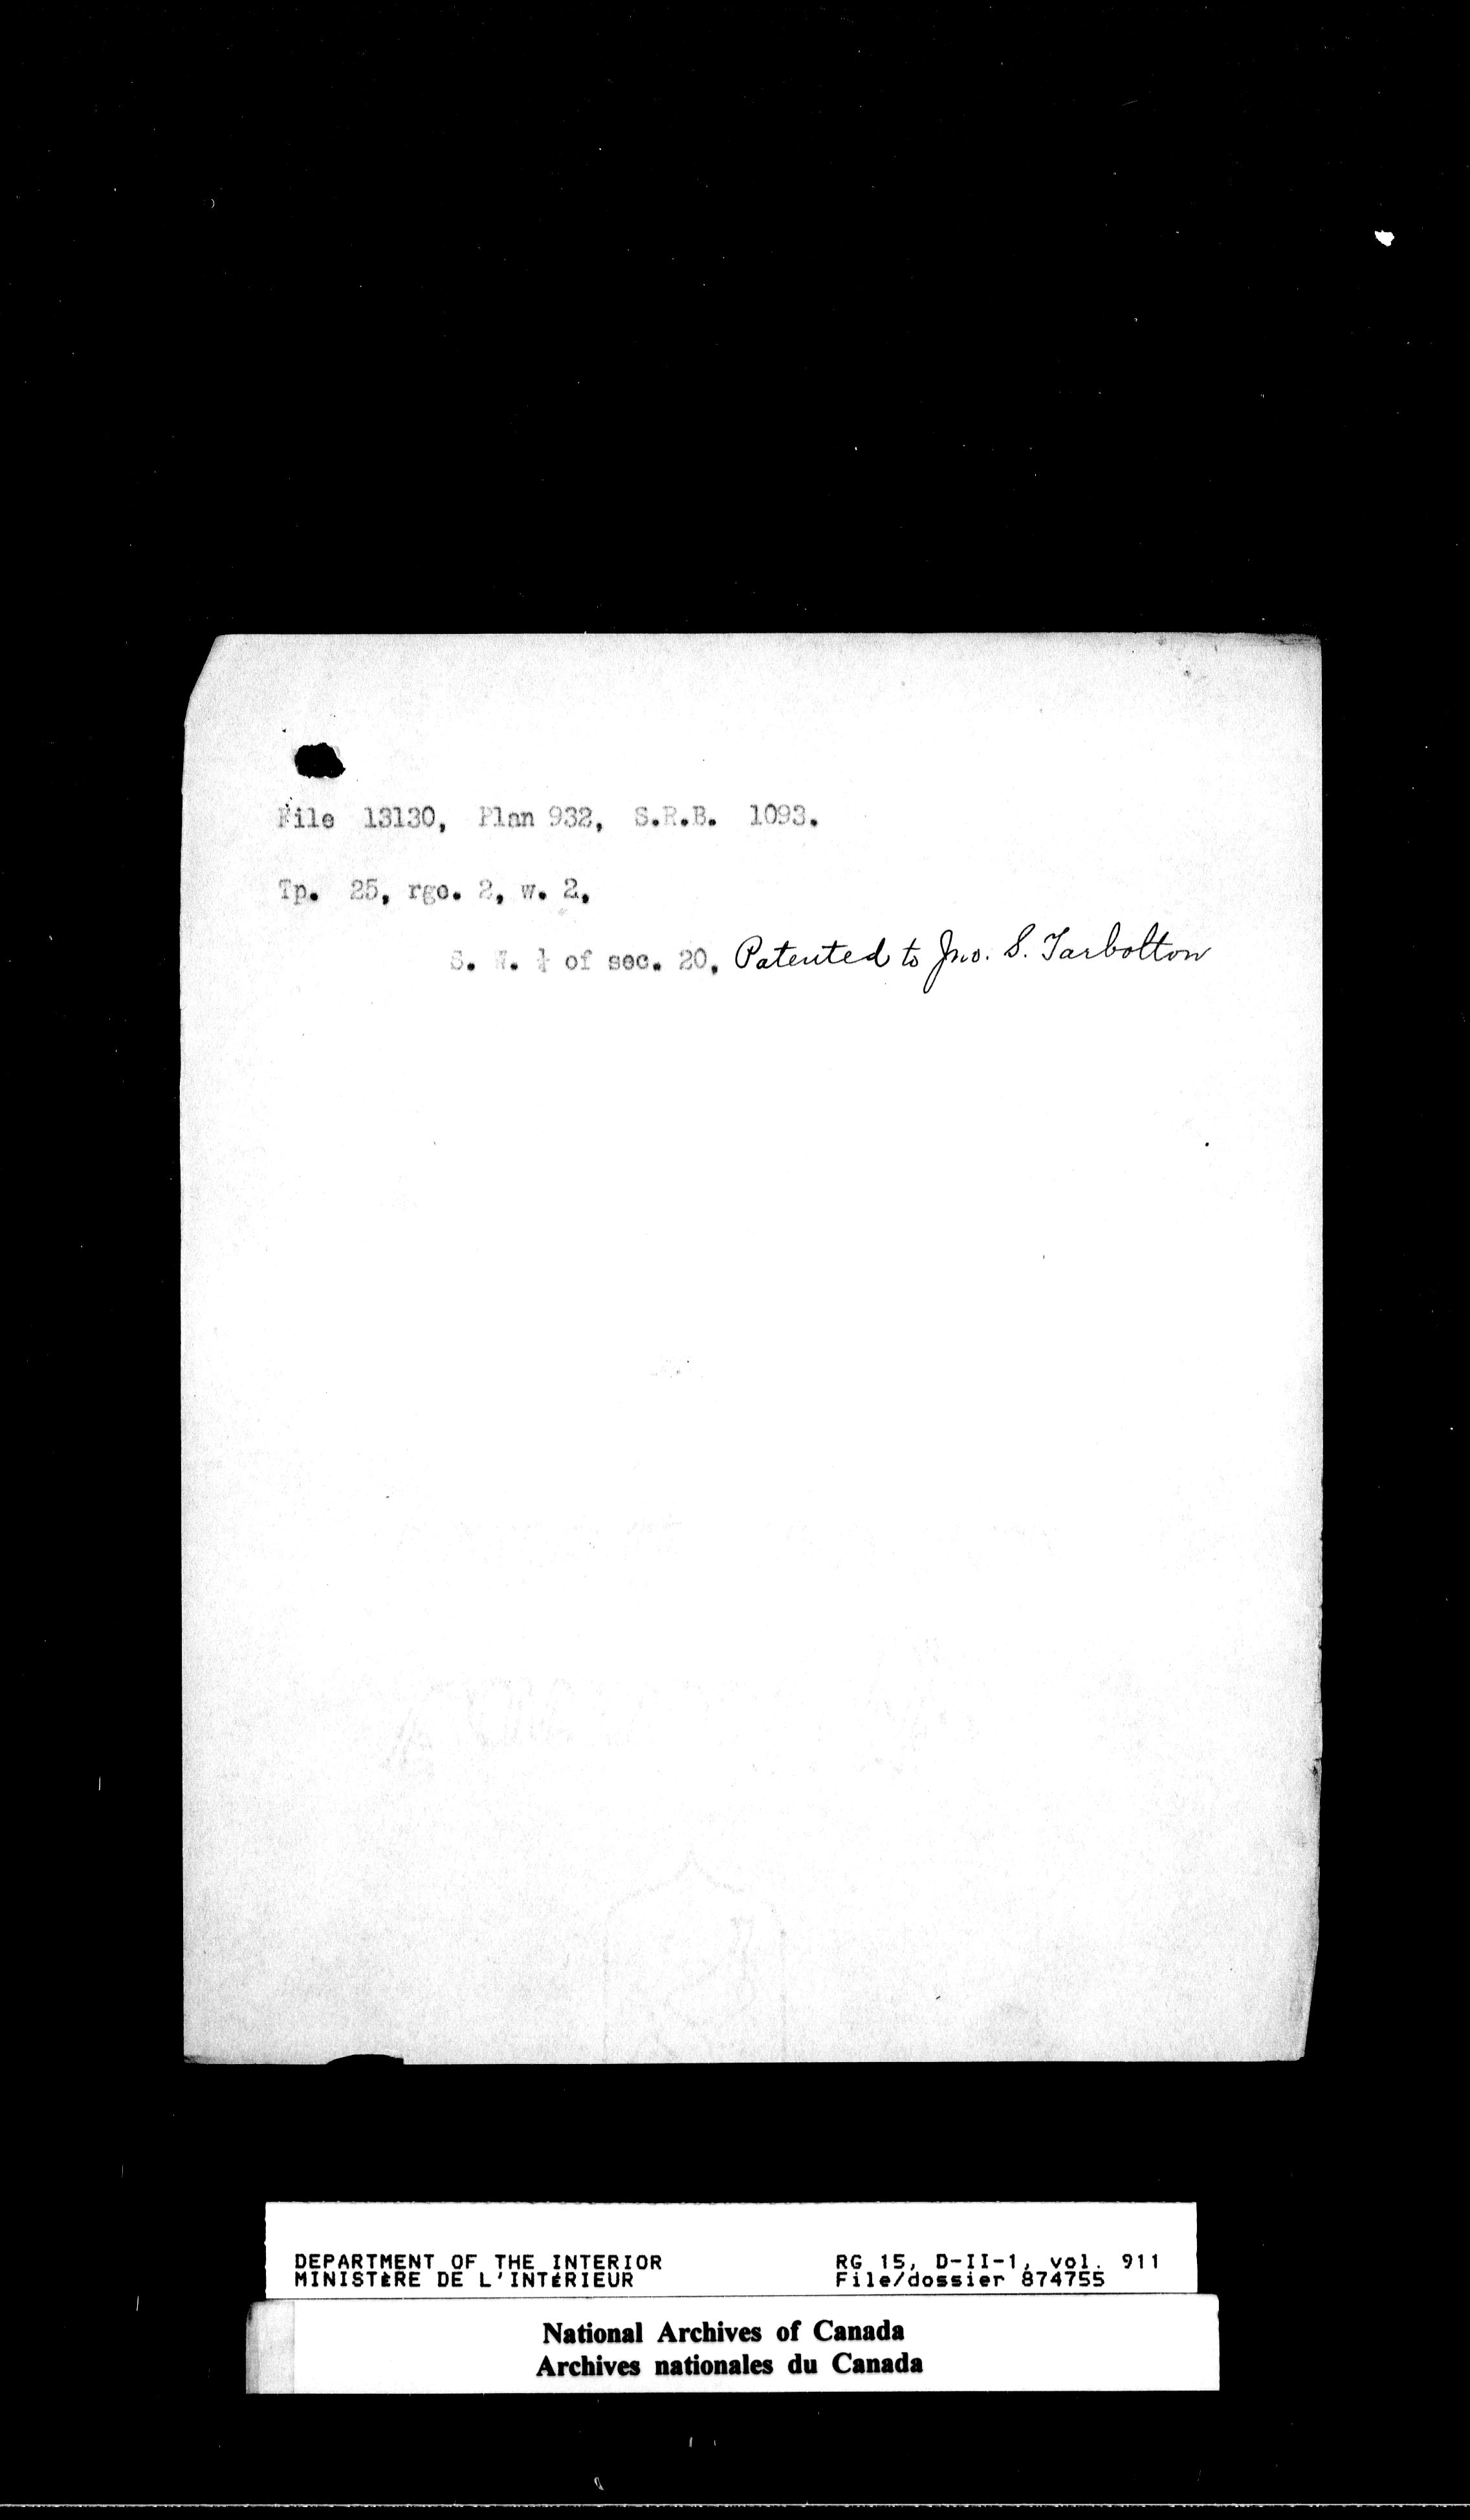 File 13130, Plan 932, S.R.B. 1093.
Tp. 25, rge. 2, w. 2,
S. W. ¼ of sec. 20, Patented to Jno. S. Tarbolton
DEPARTMENT OF THE INTERIOR RG 15, D-II-1, vol. 911
MINISTÈRE DE L'INTÉRIEUR File/dossier 874755
National Archives of Canada
Archives nationales du Canada